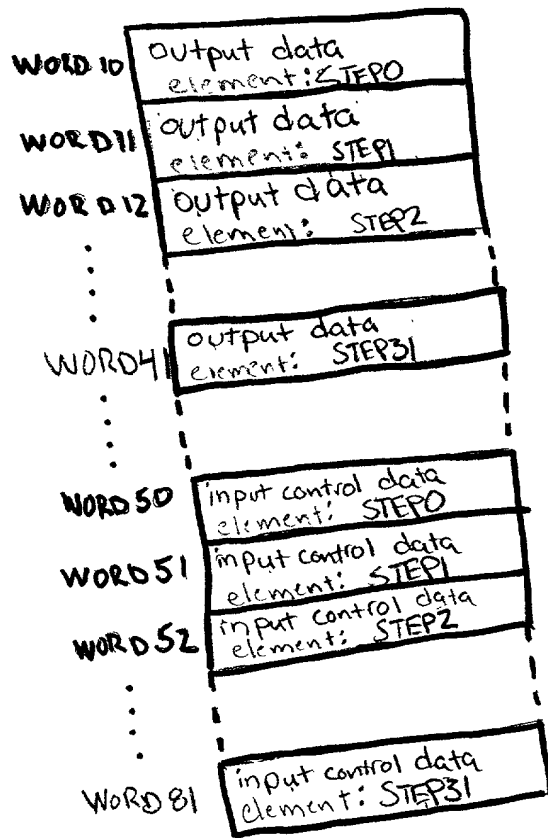 WORD 10
output data
element: STEP0
WORD 11
output data
element: STEP1
WORD 12
output data
element: STEP2
WORD 41
output data
element: STEP31
WORD 50
input control data
element: STEP0
WORD 51
input control data
element: STEP1
WORD 52
input control data
element: STEP2
WORD 81
input control data
element: STEP31